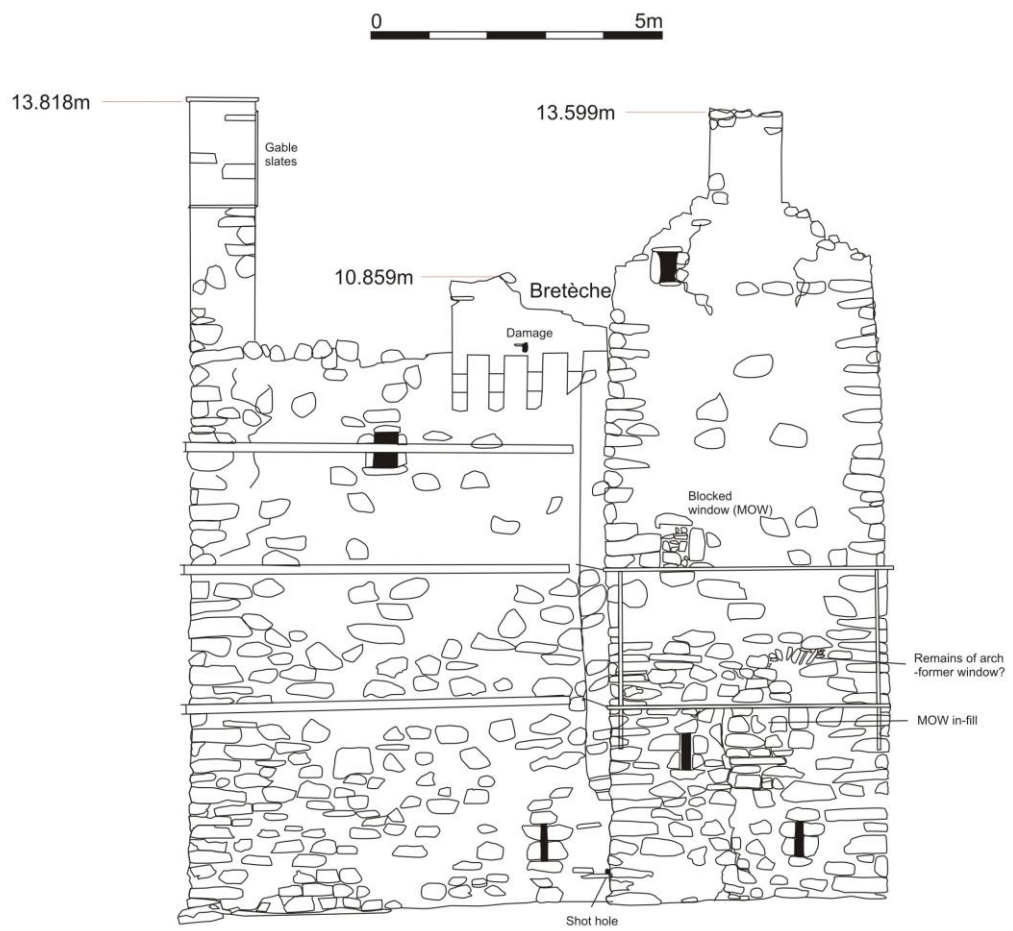 0 5m
13.818m
13.599m
Gable
slates
10.859m
Bretèche
Damage
Blocked
window (MOW)
Remains of arch
-former window?
MOW in-fill
Shot hole